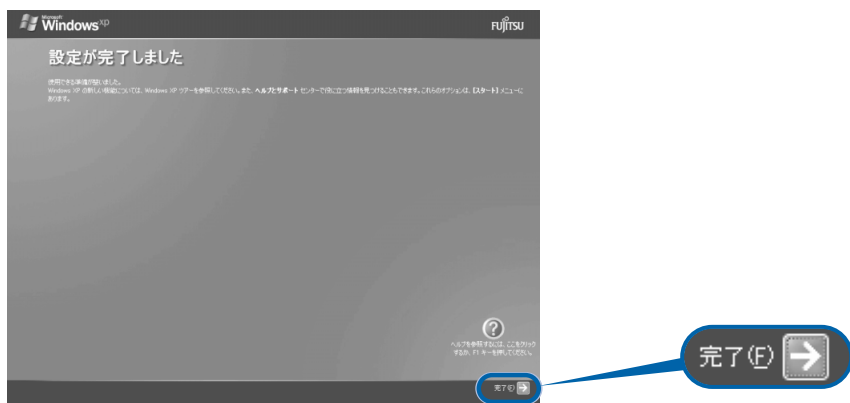 Microsoft
Windows xp
FUJITSU
設定が完了しました
使用できる準備が整いました。
Windows XP の新しい機能については、Windows XP ツアーを参照してください。また、ヘルプとサポート センターで役に立つ情報を見つけることもできます。これらのオプションは、[スタート] メニューに
あります。
ヘルプを参照するには、ここをクリック
するか、F1 キーを押してください。
完了(F)
完了(F)